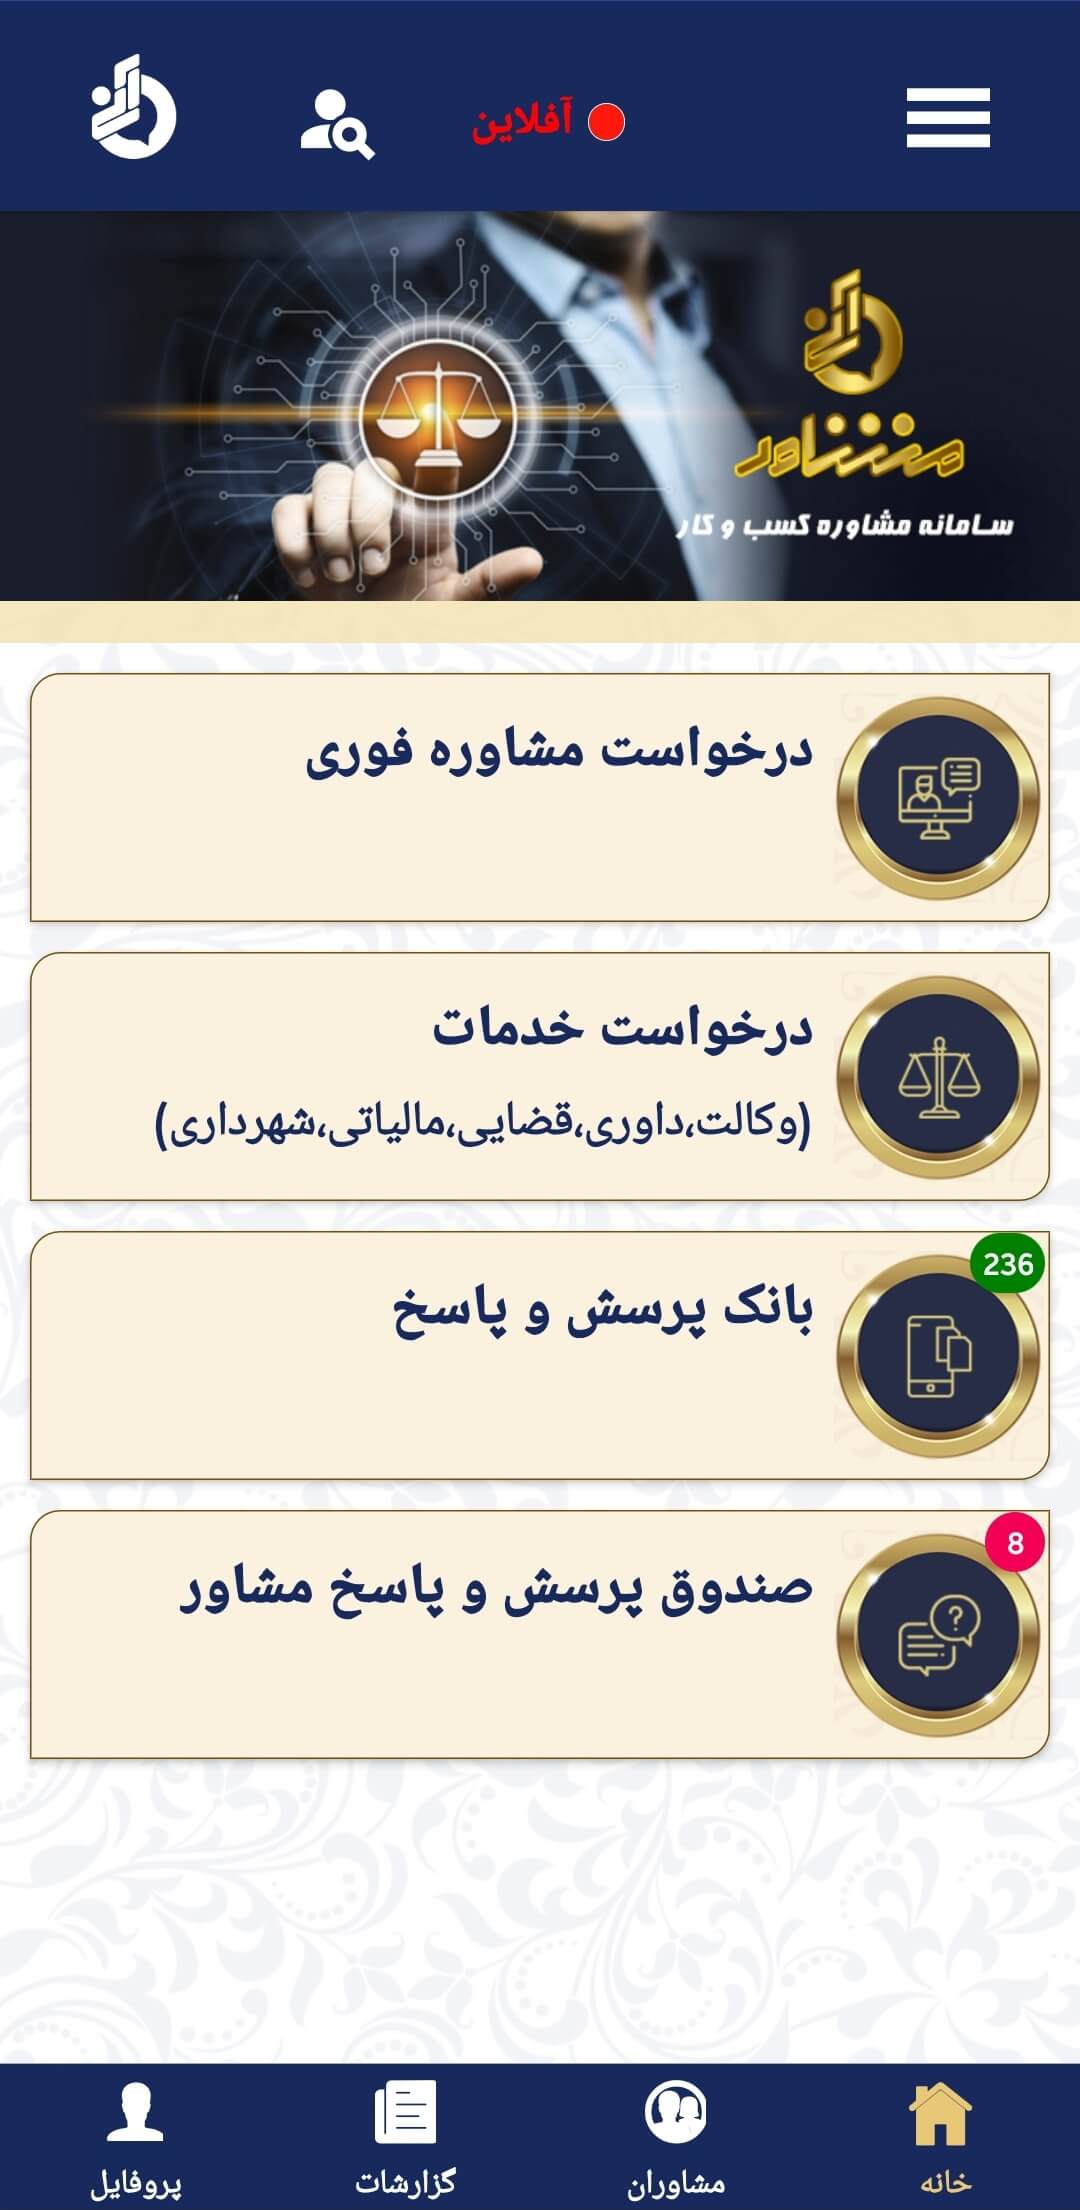 آفلاین
مشاور
سامانه مشاوره کسب و کار
درخواست مشاوره فوری
درخواست خدمات
(وکالت،داوری،قضایی،مالیاتی،شهرداری)
236
بانک پرسش و پاسخ
8
صندوق پرسش و پاسخ مشاور
خانه
مشاوران
گزارشات
پروفایل